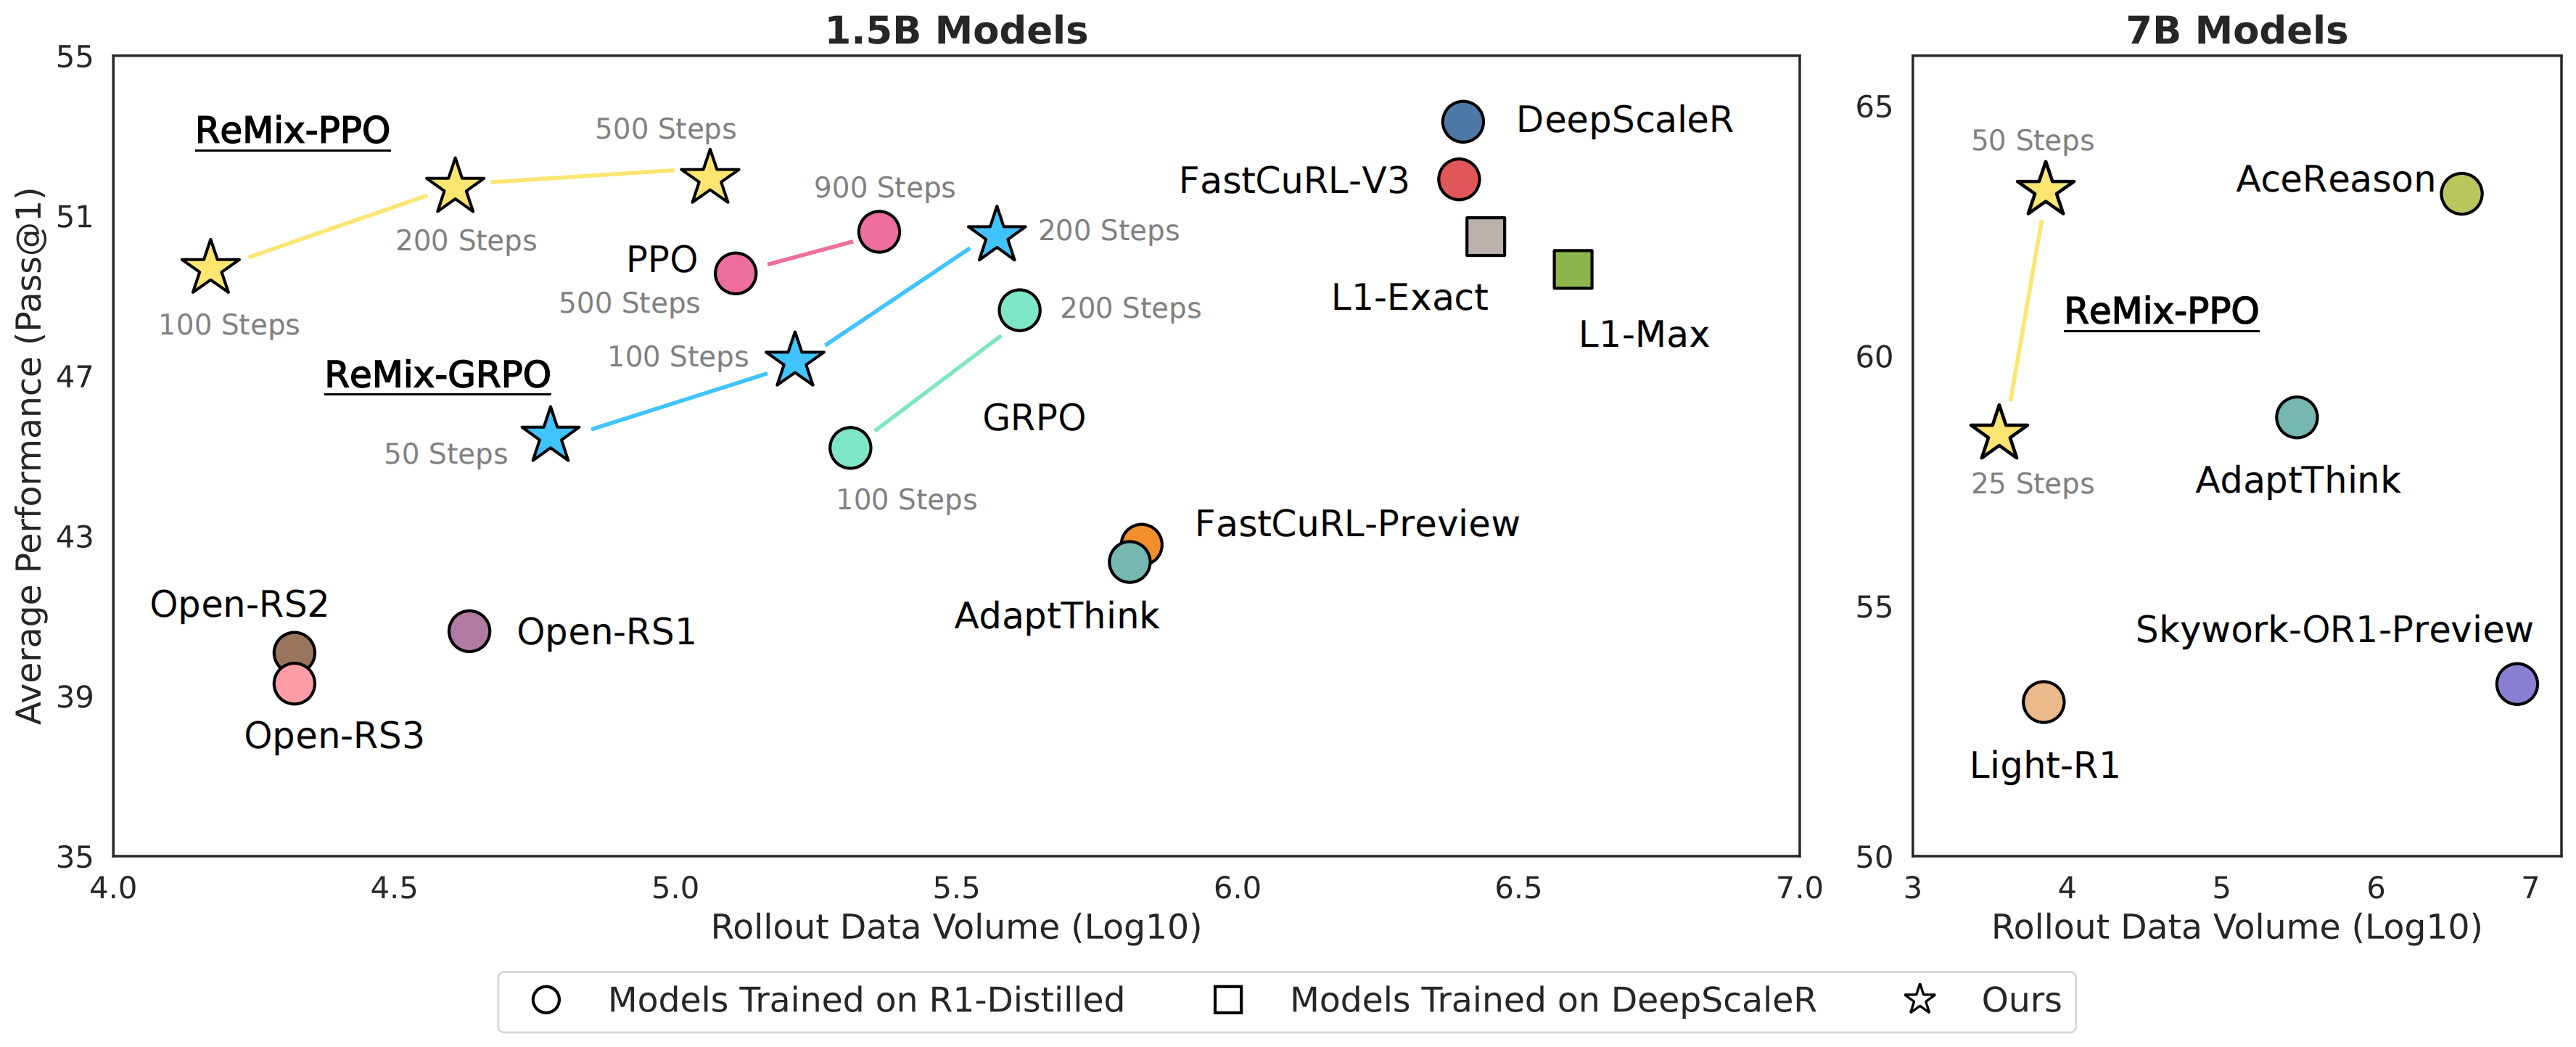 1.5B Models
55
51
47
43
39
35
Average Performance (Pass@1)
ReMix-PPO
100 Steps
200 Steps
500 Steps
PPO
500 Steps
900 Steps
ReMix-GRPO
50 Steps
100 Steps
200 Steps
GRPO
100 Steps
200 Steps
DeepScaleR
FastCuRL-V3
L1-Exact
L1-Max
FastCuRL-Preview
AdaptThink
Open-RS2
Open-RS1
Open-RS3
4.0 4.5 5.0 5.5 6.0 6.5 7.0
Rollout Data Volume (Log10)
7B Models
65
60
55
50
50 Steps
AceReason
ReMix-PPO
25 Steps
AdaptThink
Skywork-OR1-Preview
Light-R1
3 4 5 6 7
Rollout Data Volume (Log10)
Models Trained on R1-Distilled
Models Trained on DeepScaleR
Ours